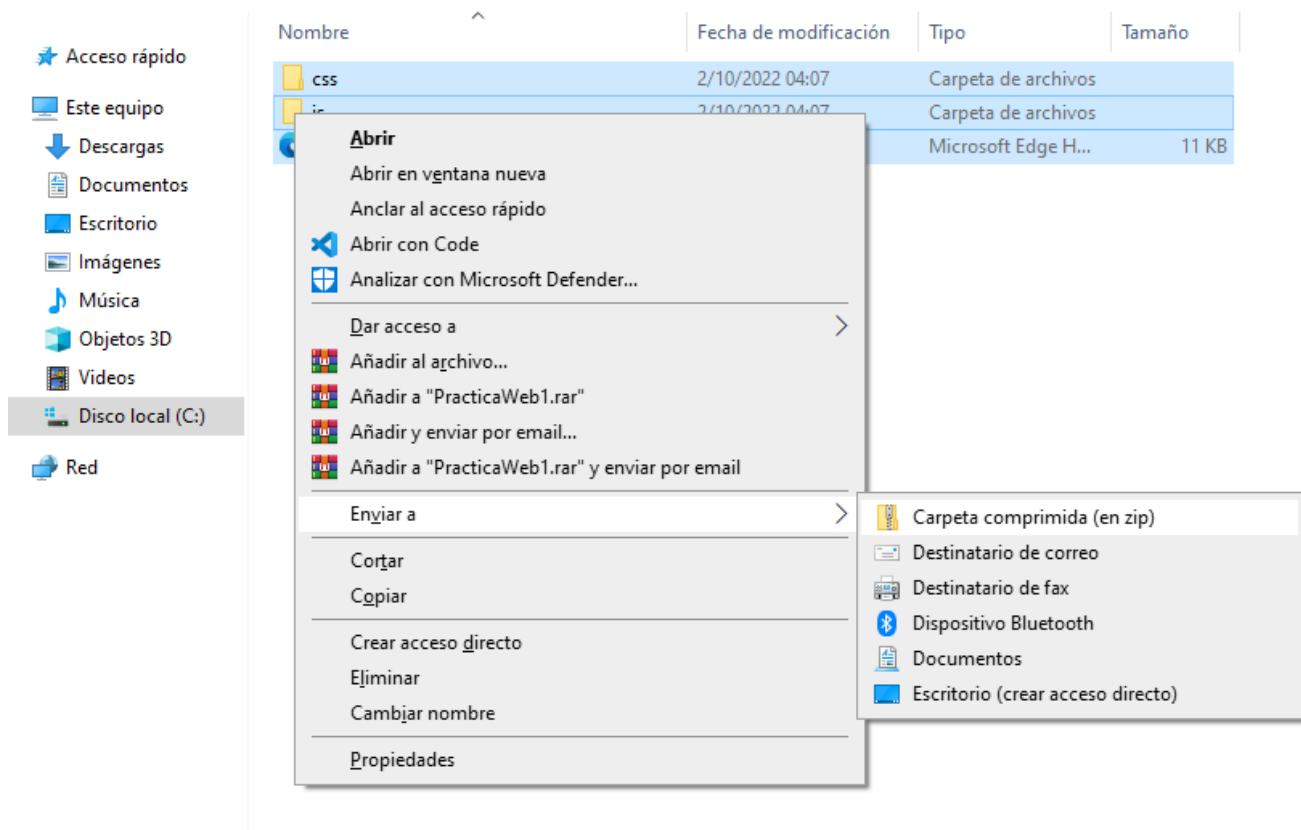 Nombre Fecha de modificación Tipo Tamaño
Acceso rápido
Este equipo
Descargas
Documentos
Escritorio
Imágenes
Música
Objetos 3D
Videos
Disco local (C:)
Red
css 2/10/2022 04:07 Carpeta de archivos
2/10/2022 04:07 Carpeta de archivos
Microsoft Edge H... 11 KB
Abrir
Abrir en ventana nueva
Anclar al acceso rápido
Abrir con Code
Analizar con Microsoft Defender...
Dar acceso a
Añadir al archivo...
Añadir a "PracticaWeb1.rar"
Añadir y enviar por email...
Añadir a "PracticaWeb1.rar" y enviar por email
Enviar a
Cortar
Copiar
Crear acceso directo
Eliminar
Cambiar nombre
Propiedades
Carpeta comprimida (en zip)
Destinatario de correo
Destinatario de fax
Dispositivo Bluetooth
Documentos
Escritorio (crear acceso directo)